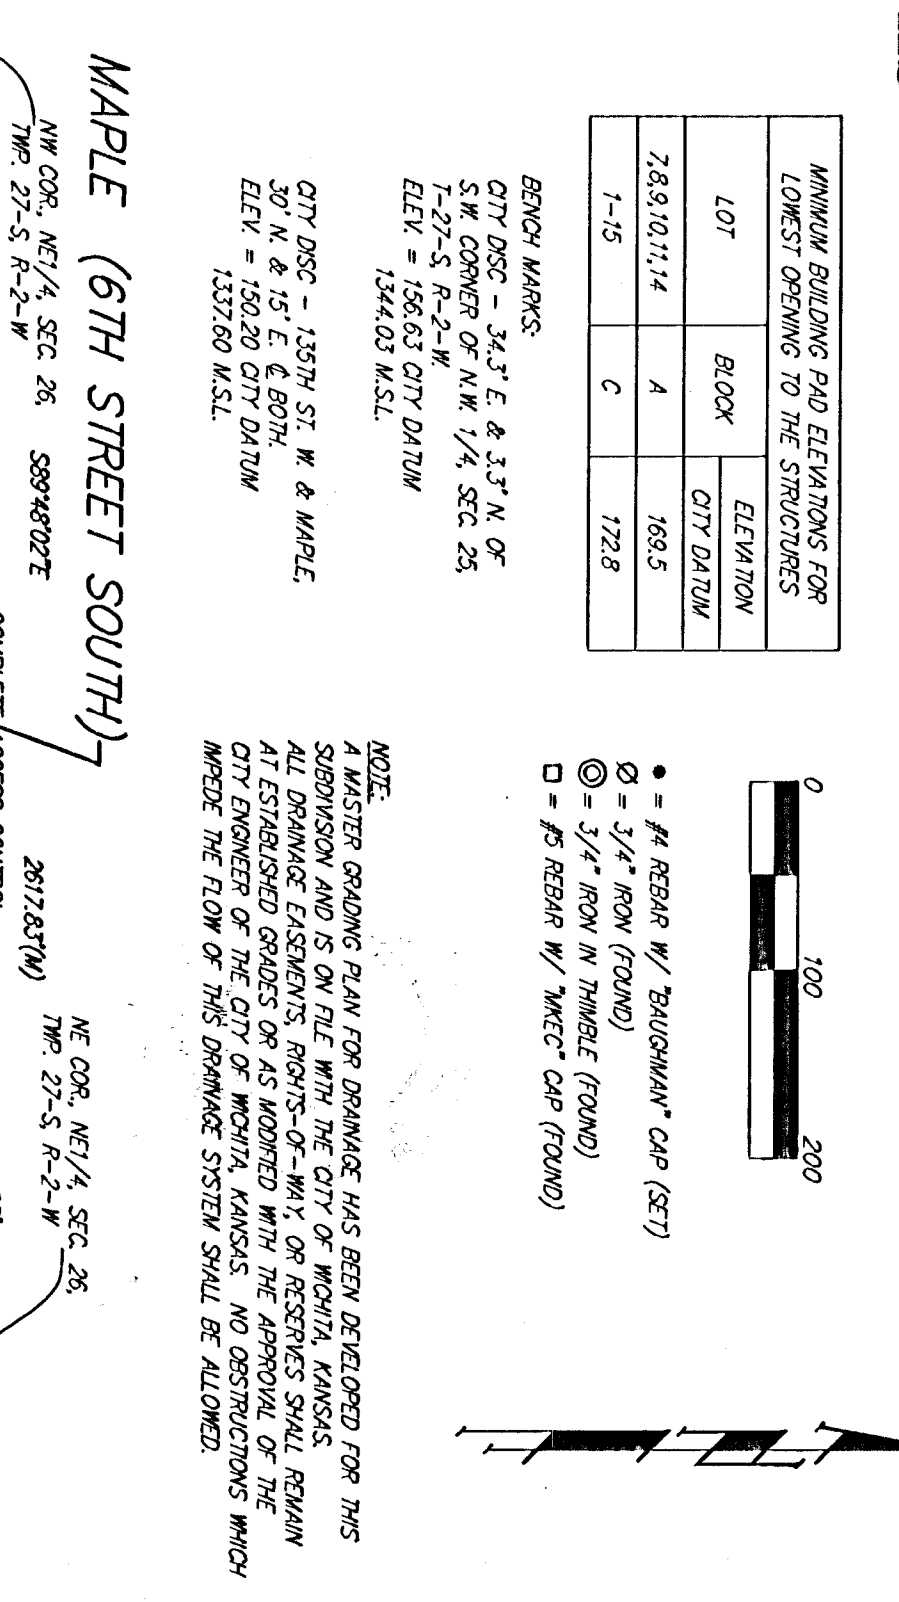 MINIMUM BUILDING PAD ELEVATIONS FOR
LOWEST OPENING TO THE STRUCTURES
LOT BLOCK ELEVATION
CITY DATUM
7,8,9,10,11,14 A 169.5
1-15 C 172.8
BENCH MARKS:
CITY DISC - 34.3' E. & 3.3' N. OF
S.W. CORNER OF N.W. 1/4, SEC. 25,
T-27-S, R-2-W.
ELEV. = 156.63 CITY DATUM
1344.03 M.S.L.
CITY DISC - 135TH ST. W. & MAPLE,
30' N. & 15' E. ℄ BOTH.
ELEV. = 150.20 CITY DATUM
1337.60 M.S.L.
0 100 200
● = #4 REBAR W/ "BAUGHMAN" CAP (SET)
Ø = 3/4" IRON (FOUND)
◎ = 3/4" IRON IN THIMBLE (FOUND)
□ = #5 REBAR W/ "MKEC" CAP (FOUND)
NOTE:
A MASTER GRADING PLAN FOR DRAINAGE HAS BEEN DEVELOPED FOR THIS
SUBDIVISION AND IS ON FILE WITH THE CITY OF WICHITA, KANSAS.
ALL DRAINAGE EASEMENTS, RIGHTS-OF-WAY, OR RESERVES SHALL REMAIN
AT ESTABLISHED GRADES OR AS MODIFIED WITH THE APPROVAL OF THE
CITY ENGINEER OF THE CITY OF WICHITA, KANSAS. NO OBSTRUCTIONS WHICH
IMPEDE THE FLOW OF THIS DRAINAGE SYSTEM SHALL BE ALLOWED.
MAPLE (6TH STREET SOUTH)
NW COR., NE1/4, SEC. 26,
TWP. 27-S, R-2-W
S89°48'02"E
2617.83'(M)
NE COR., NE1/4, SEC. 26,
TWP. 27-S, R-2-W